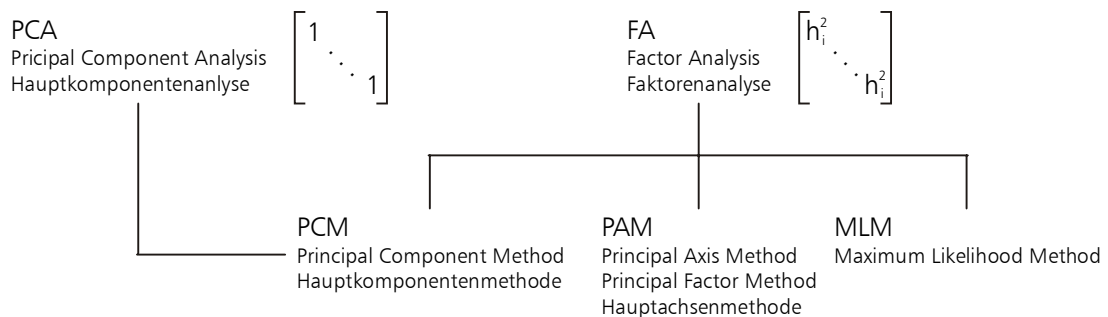 PCA
Pricipal Component Analysis
Hauptkomponentenanlyse
1
1
FA
Factor Analysis
Faktorenanalyse
h²ᵢ
h²ᵢ
PCM
Principal Component Method
Hauptkomponentenmethode
PAM
Principal Axis Method
Principal Factor Method
Hauptachsenmethode
MLM
Maximum Likelihood Method